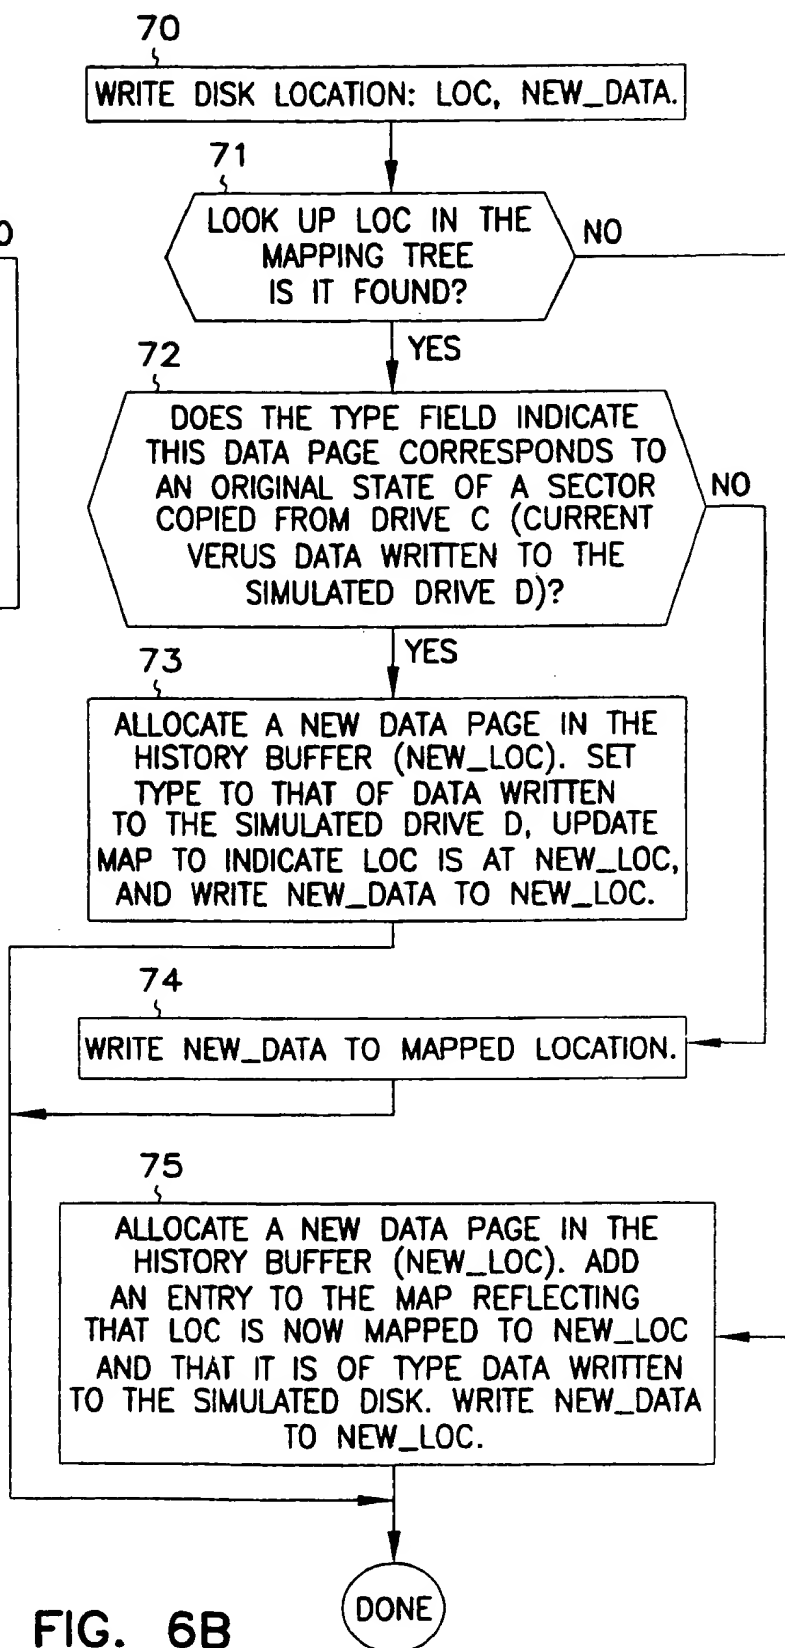 70
WRITE DISK LOCATION: LOC, NEW_DATA.
71
LOOK UP LOC IN THE
MAPPING TREE
IS IT FOUND?
NO
YES
72
DOES THE TYPE FIELD INDICATE
THIS DATA PAGE CORRESPONDS TO
AN ORIGINAL STATE OF A SECTOR
COPIED FROM DRIVE C (CURRENT
VERUS DATA WRITTEN TO THE
SIMULATED DRIVE D)?
NO
YES
73
ALLOCATE A NEW DATA PAGE IN THE
HISTORY BUFFER (NEW_LOC). SET
TYPE TO THAT OF DATA WRITTEN
TO THE SIMULATED DRIVE D, UPDATE
MAP TO INDICATE LOC IS AT NEW_LOC,
AND WRITE NEW_DATA TO NEW_LOC.
74
WRITE NEW_DATA TO MAPPED LOCATION.
75
ALLOCATE A NEW DATA PAGE IN THE
HISTORY BUFFER (NEW_LOC). ADD
AN ENTRY TO THE MAP REFLECTING
THAT LOC IS NOW MAPPED TO NEW_LOC
AND THAT IT IS OF TYPE DATA WRITTEN
TO THE SIMULATED DISK. WRITE NEW_DATA
TO NEW_LOC.
DONE
FIG. 6B